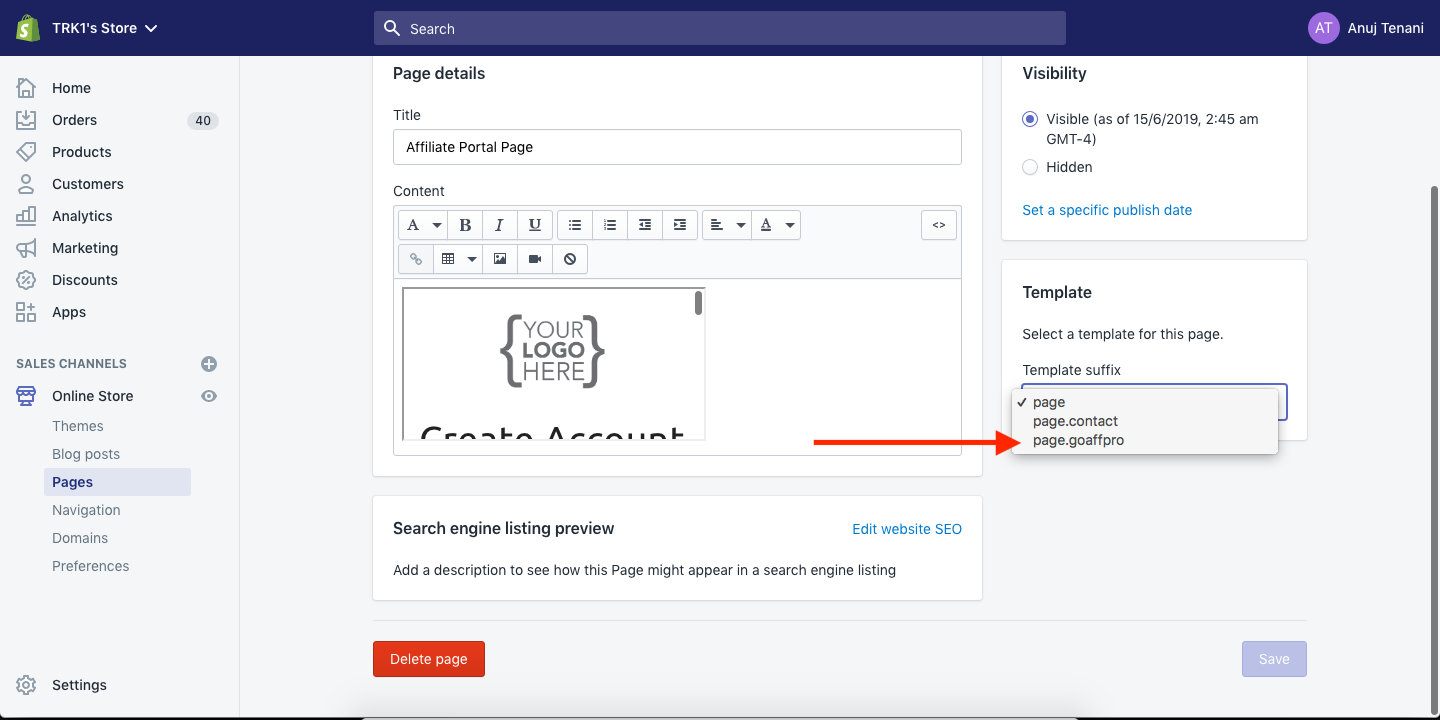 TRK1's Store
Search
AT
Anuj Tenani
Home
Orders
40
Products
Customers
Analytics
Marketing
Discounts
Apps
SALES CHANNELS
Online Store
Themes
Blog posts
Pages
Navigation
Domains
Preferences
Settings
Page details
Title
Affiliate Portal Page
Content
A
B
I
U
A
<>
{YOUR
LOGO
HERE}
Create Account
Search engine listing preview
Edit website SEO
Add a description to see how this Page might appear in a search engine listing
Delete page
Visibility
Visible (as of 15/6/2019, 2:45 am
GMT-4)
Hidden
Set a specific publish date
Template
Select a template for this page.
Template suffix
✓ page
page.contact
page.goaffpro
Save